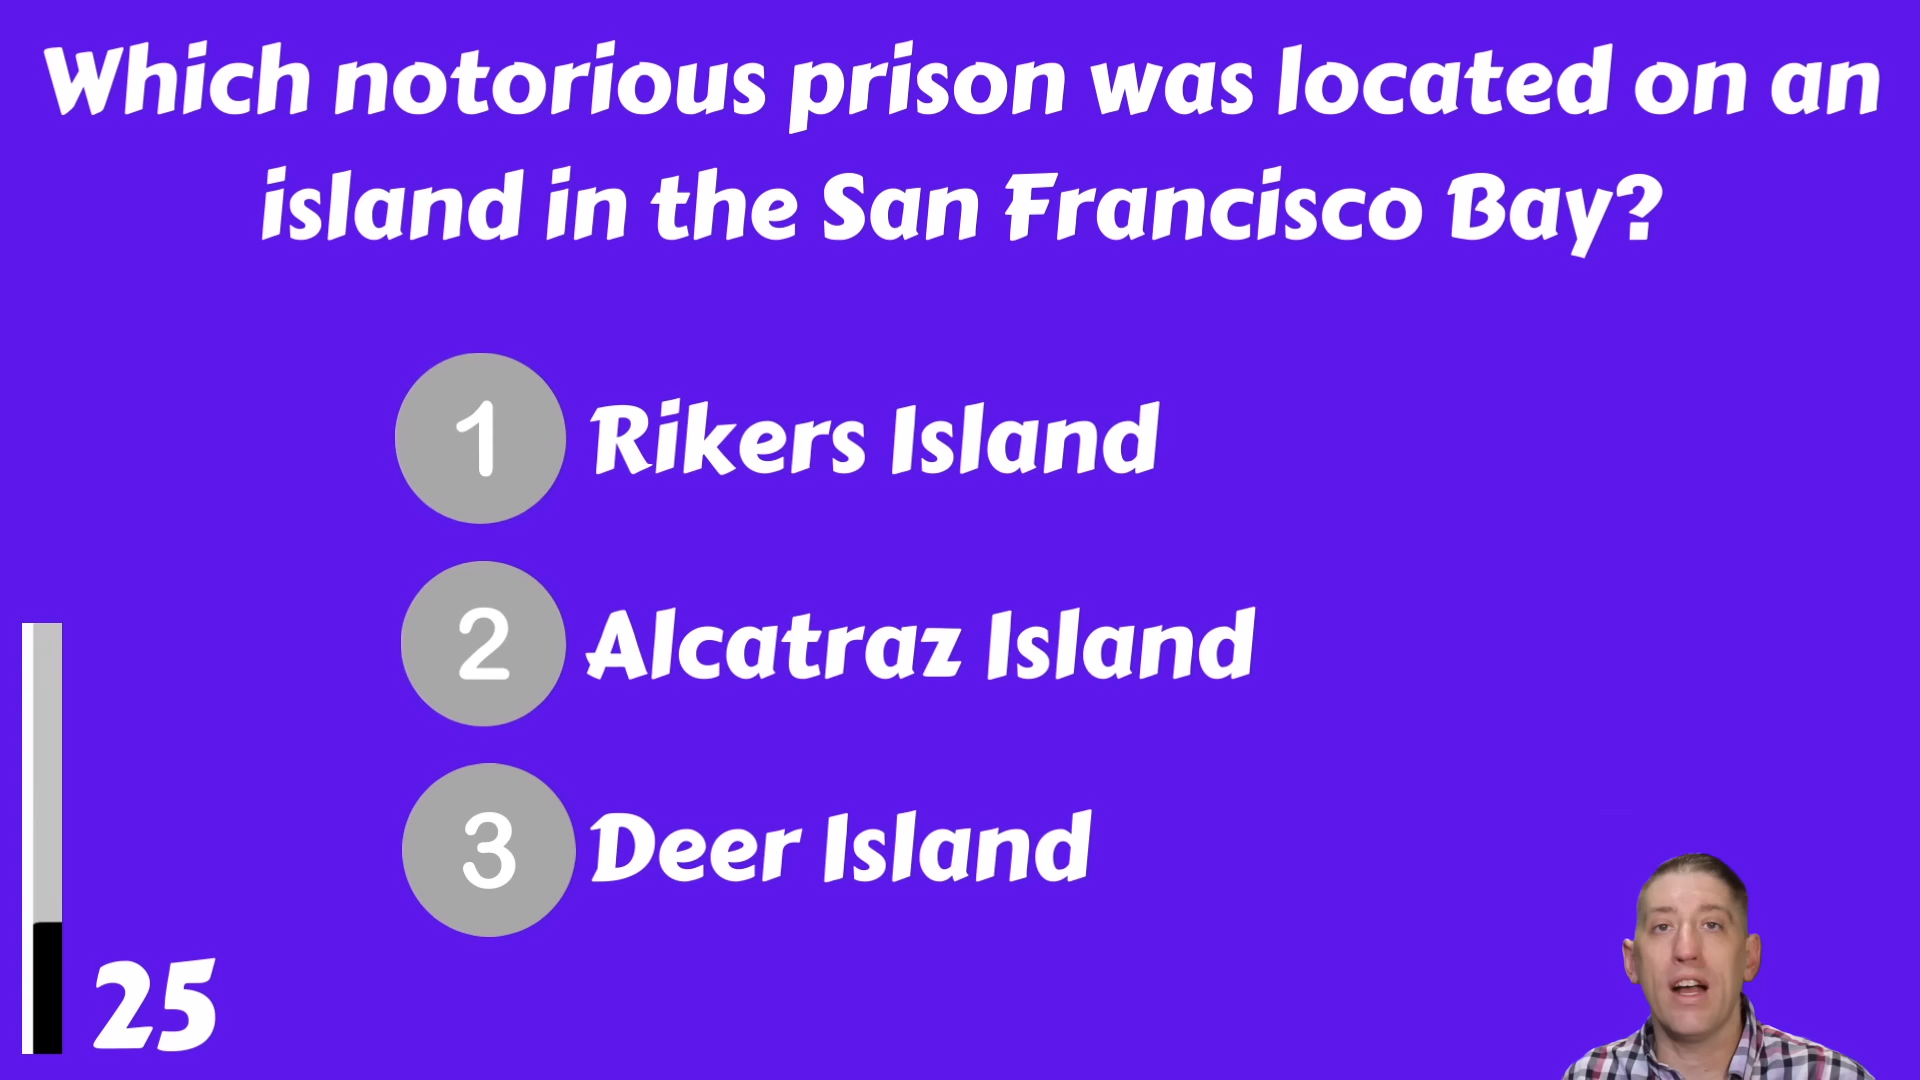 Which notorious prison was located on an
island in the San Francisco Bay?
1 Rikers Island
2 Alcatraz Island
3 Deer Island
25